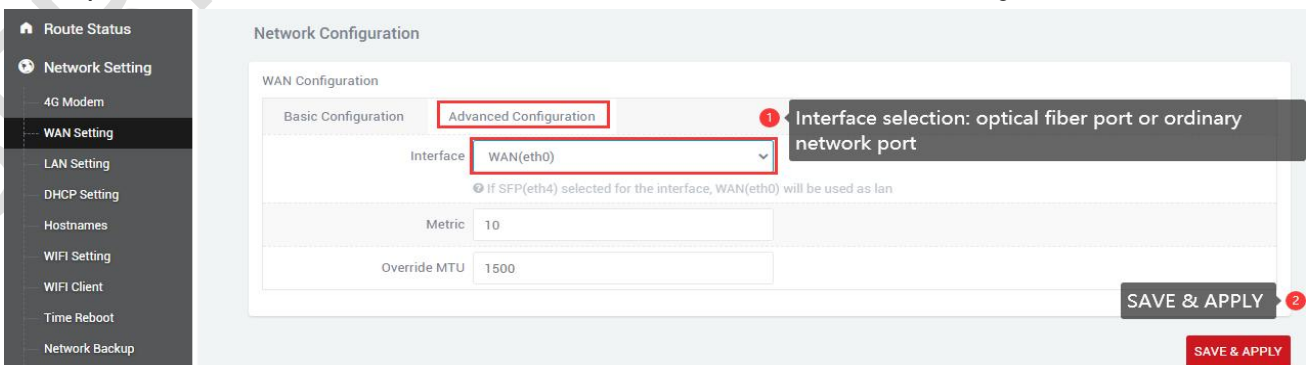 Route Status
Network Setting
4G Modem
WAN Setting
LAN Setting
DHCP Setting
Hostnames
WIFI Setting
WIFI Client
Time Reboot
Network Backup
Network Configuration
WAN Configuration
Basic Configuration
Advanced Configuration
1
Interface selection: optical fiber port or ordinary
network port
Interface
WAN(eth0)
If SFP(eth4) selected for the interface, WAN(eth0) will be used as lan
Metric
10
Override MTU
1500
SAVE & APPLY
2
SAVE & APPLY